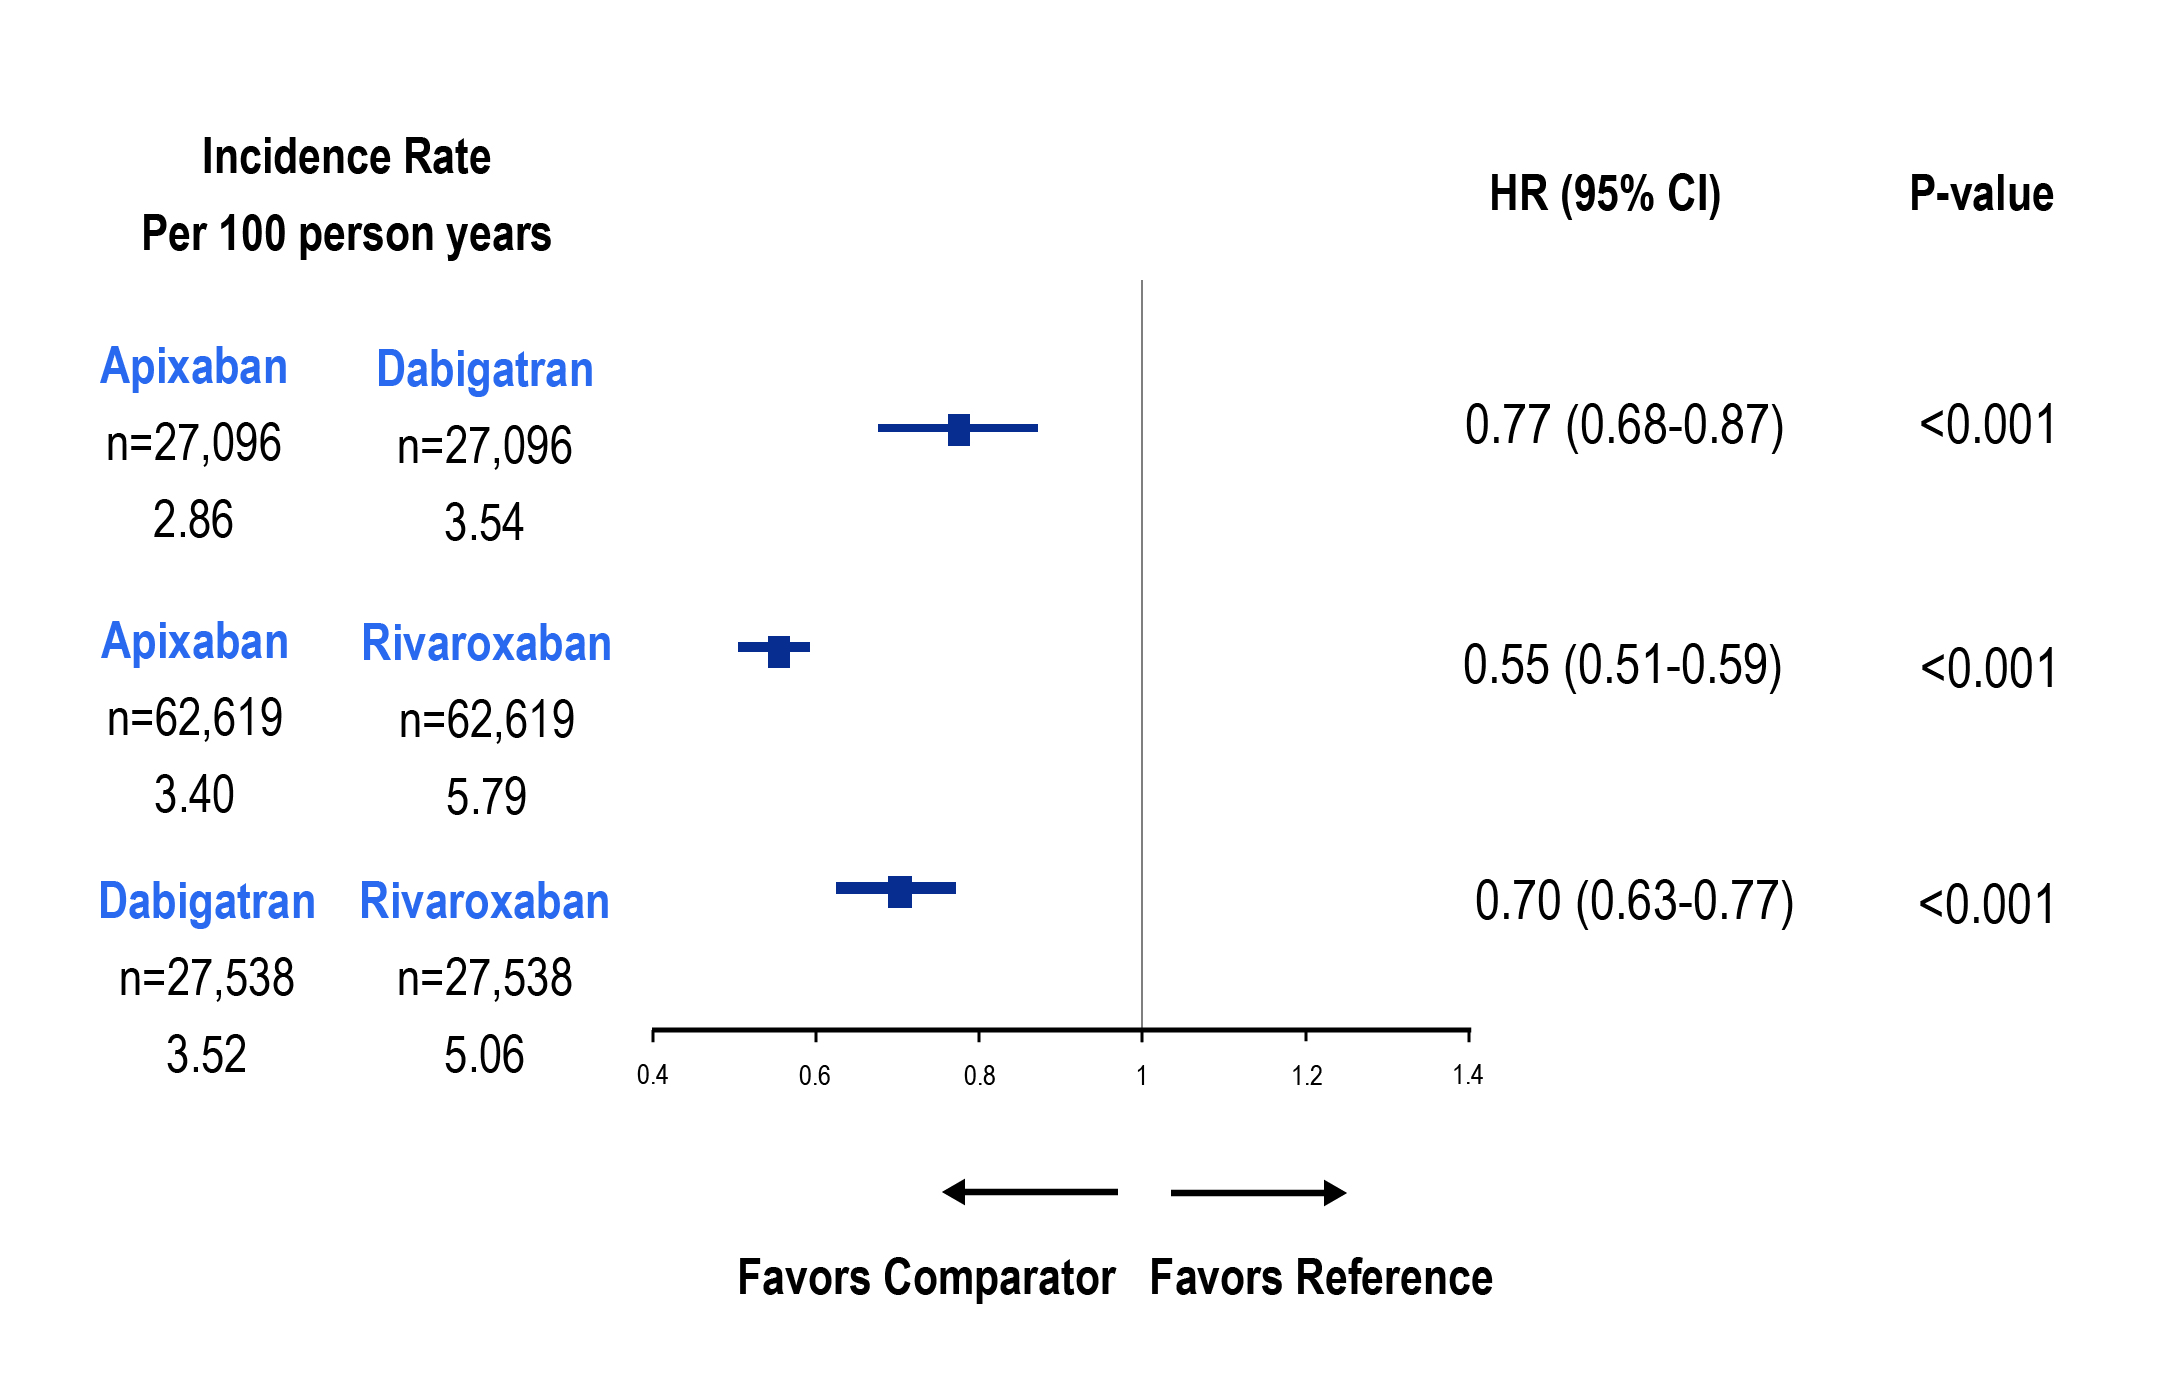 Incidence Rate
Per 100 person years
HR (95% CI)
P-value
Apixaban Dabigatran
n=27,096 n=27,096
2.86 3.54
0.77 (0.68-0.87) <0.001
Apixaban Rivaroxaban
n=62,619 n=62,619
3.40 5.79
0.55 (0.51-0.59) <0.001
Dabigatran Rivaroxaban
n=27,538 n=27,538
3.52 5.06
0.70 (0.63-0.77) <0.001
0.4 0.6 0.8 1 1.2 1.4
Favors Comparator Favors Reference